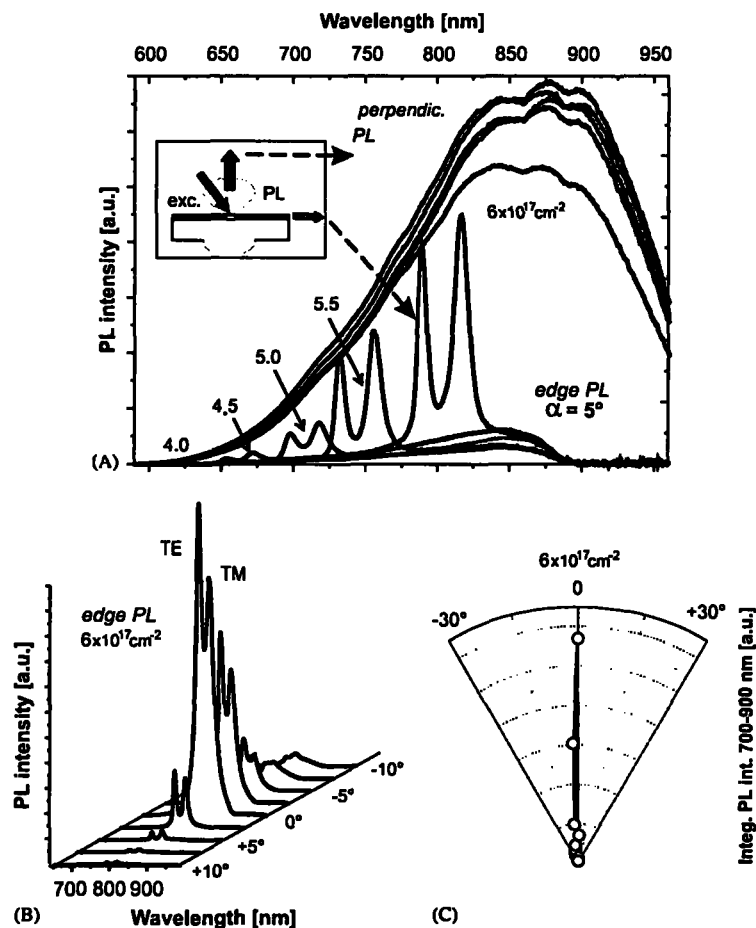 Wavelength [nm]
600 650 700 750 800 850 900 950
PL intensity [a.u.]
perpendic.
PL
exc.
PL
6x10¹⁷cm⁻²
5.5
5.0
4.5
4.0
edge PL
α = 5°
(A)
TE
TM
edge PL
6x10¹⁷cm⁻²
PL intensity [a.u.]
-10°
-5°
0°
+5°
+10°
700 800 900
(B)
Wavelength [nm]
6x10¹⁷cm⁻²
0
-30°
+30°
Integ. PL int. 700-900 nm [a.u.]
(C)